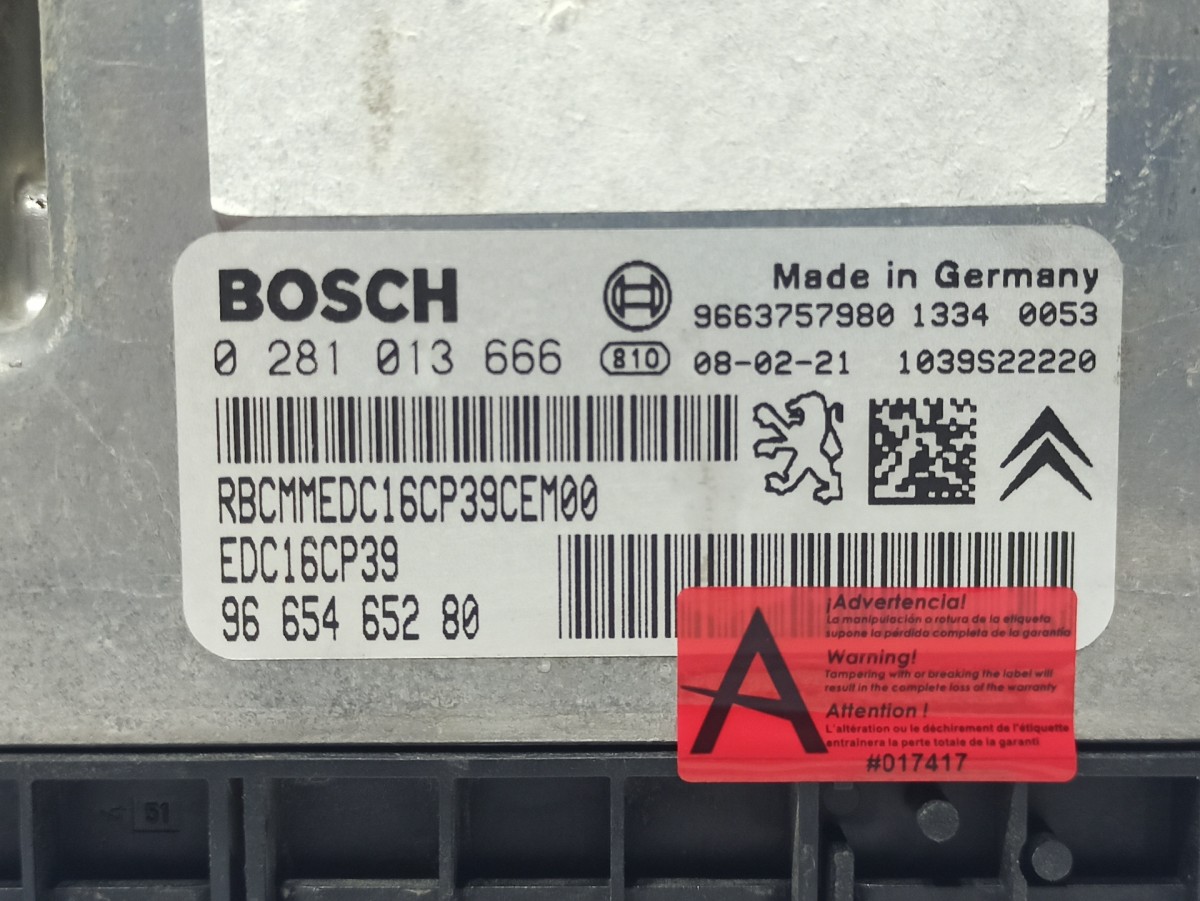 BOSCH
Made in Germany
9663757980 1334 0053
0 281 013 666
810
08-02-21
1039S22220
RBCMMEDC16CP39CEM00
EDC16CP39
96 654 652 80
¡Advertencia!
La manipulación o rotura de la etiqueta
supone la pérdida completa de la garantía
Warning!
Tampering with or breaking the label will
result in the complete loss of the warranty
Attention !
L'altération ou le déchirement de l'étiquette
entraînera la perte totale de la garanti
#017417
A
51